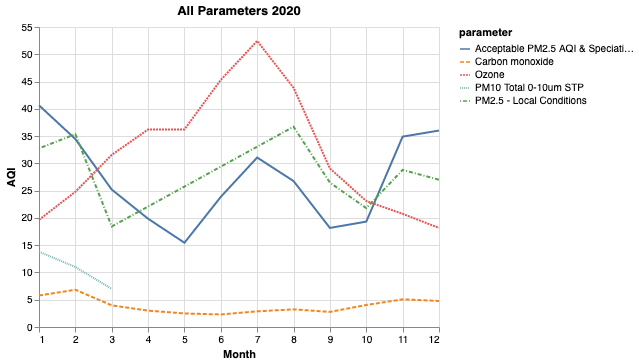 All Parameters 2020
55
50
45
40
35
30
25
20
15
10
5
0
AQI
1 2 3 4 5 6 7 8 9 10 11 12
Month
parameter
Acceptable PM2.5 AQI & Speciati…
Carbon monoxide
Ozone
PM10 Total 0-10um STP
PM2.5 - Local Conditions